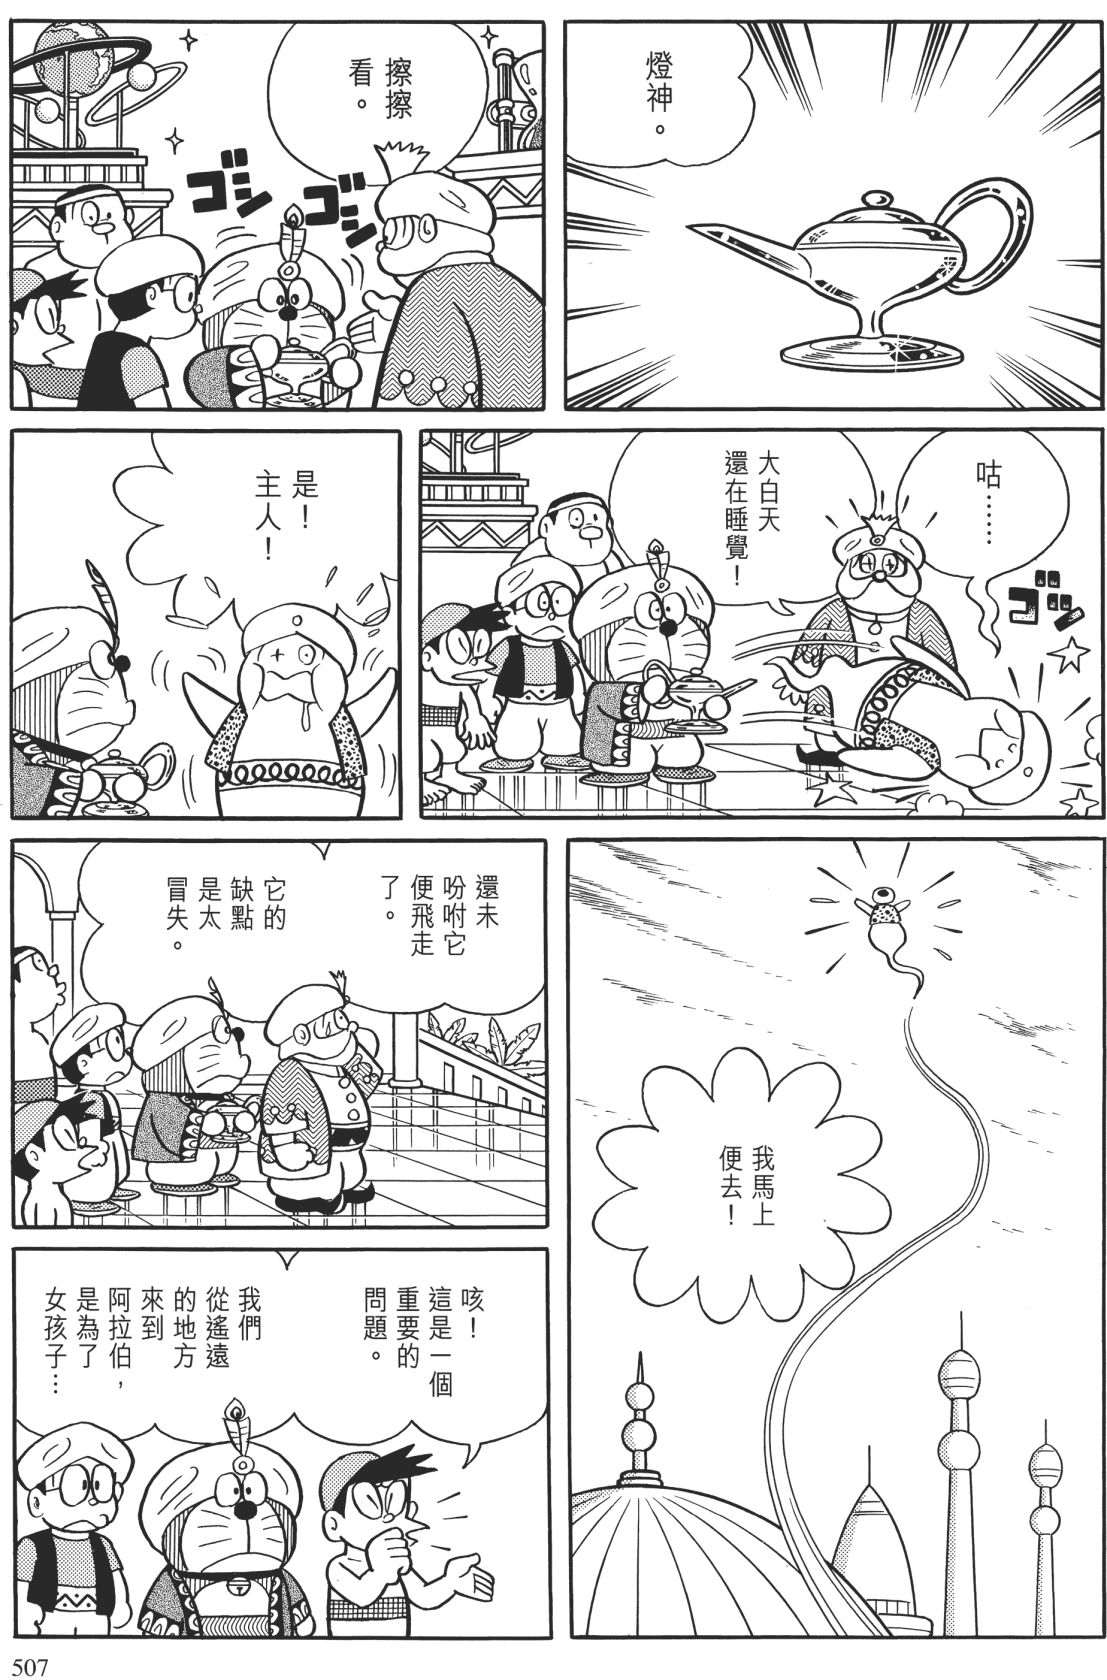 燈神。
擦擦
看。
ゴシ
ゴシ
咕……
大白天
還在睡覺！
ゴツ
是！
主人！
我馬上
便去！
還未
吩咐它
便飛走
了。
它的
缺點
是太
冒失。
咳！
這是一個
重要的
問題。
我們
從遙遠
的地方
來到
阿拉伯，
是為了
女孩子…
507